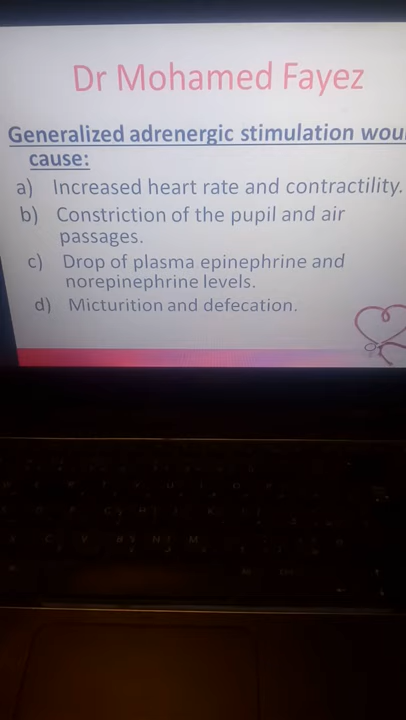 Dr Mohamed Fayez
Generalized adrenergic stimulation wou
cause:
a) Increased heart rate and contractility.
b) Constriction of the pupil and air
passages.
c) Drop of plasma epinephrine and
norepinephrine levels.
d) Micturition and defecation.